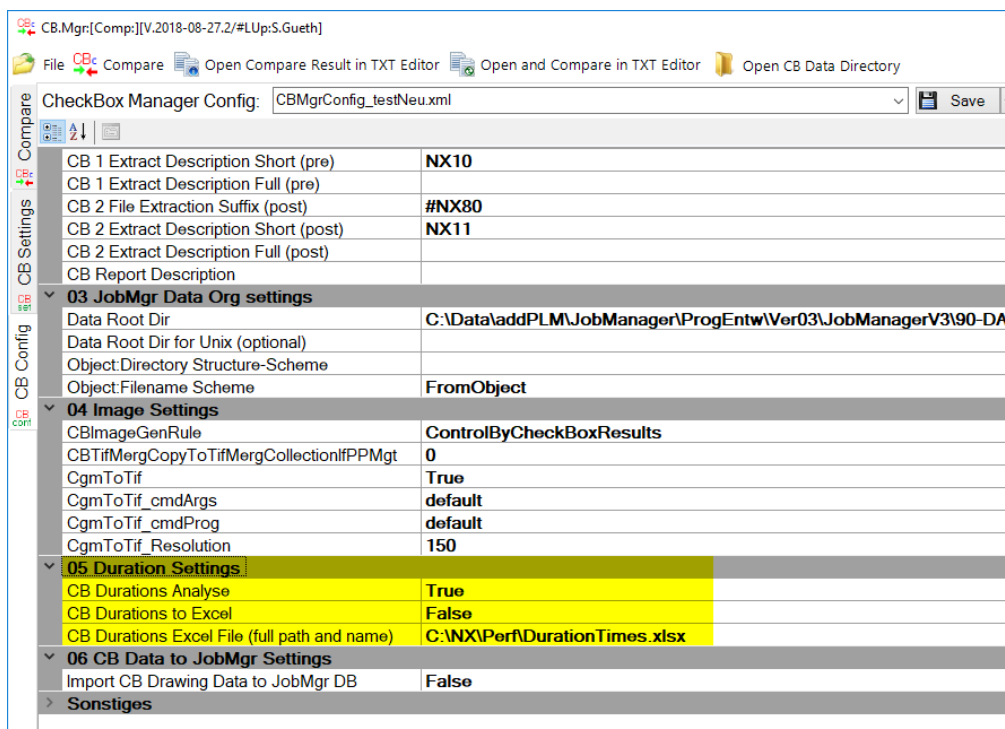 CB.Mgr:[Comp:][V.2018-08-27.2/#LUp:S.Gueth]
File CBc Compare Open Compare Result in TXT Editor Open and Compare in TXT Editor Open CB Data Directory
CheckBox Manager Config: CBMgrConfig_testNeu.xml Save
Compare
CBc
CB Settings
CB set
CB Config
CB conf
CB 1 Extract Description Short (pre) NX10
CB 1 Extract Description Full (pre)
CB 2 File Extraction Suffix (post) #NX80
CB 2 Extract Description Short (post) NX11
CB 2 Extract Description Full (post)
CB Report Description
03 JobMgr Data Org settings
Data Root Dir C:\Data\addPLM\JobManager\ProgEntw\Ver03\JobManagerV3\90-DA
Data Root Dir for Unix (optional)
Object:Directory Structure-Scheme
Object:Filename Scheme FromObject
04 Image Settings
CBImageGenRule ControlByCheckBoxResults
CBTifMergCopyToTifMergCollectionIfPPMgt 0
CgmToTif True
CgmToTif_cmdArgs default
CgmToTif_cmdProg default
CgmToTif_Resolution 150
05 Duration Settings
CB Durations Analyse True
CB Durations to Excel False
CB Durations Excel File (full path and name) C:\NX\Perf\DurationTimes.xlsx
06 CB Data to JobMgr Settings
Import CB Drawing Data to JobMgr DB False
Sonstiges